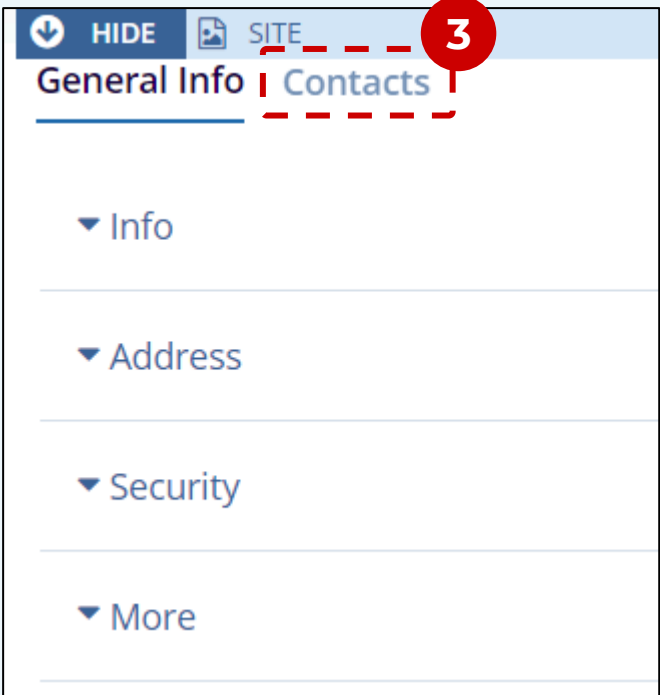 HIDE SITE 3
General Info Contacts
Info
Address
Security
More